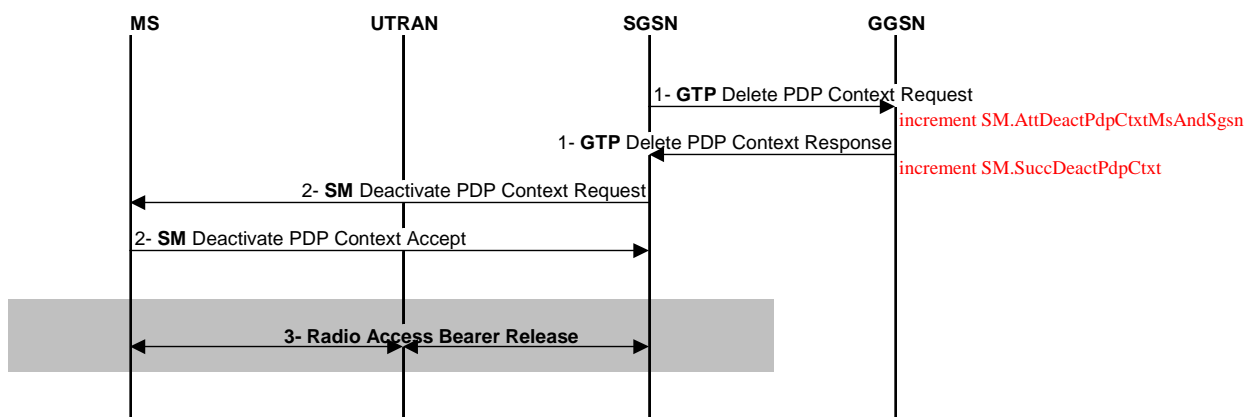 MS UTRAN SGSN GGSN
1- GTP Delete PDP Context Request
increment SM.AttDeactPdpCtxtMsAndSgsn
1- GTP Delete PDP Context Response
increment SM.SuccDeactPdpCtxt
2- SM Deactivate PDP Context Request
2- SM Deactivate PDP Context Accept
3- Radio Access Bearer Release